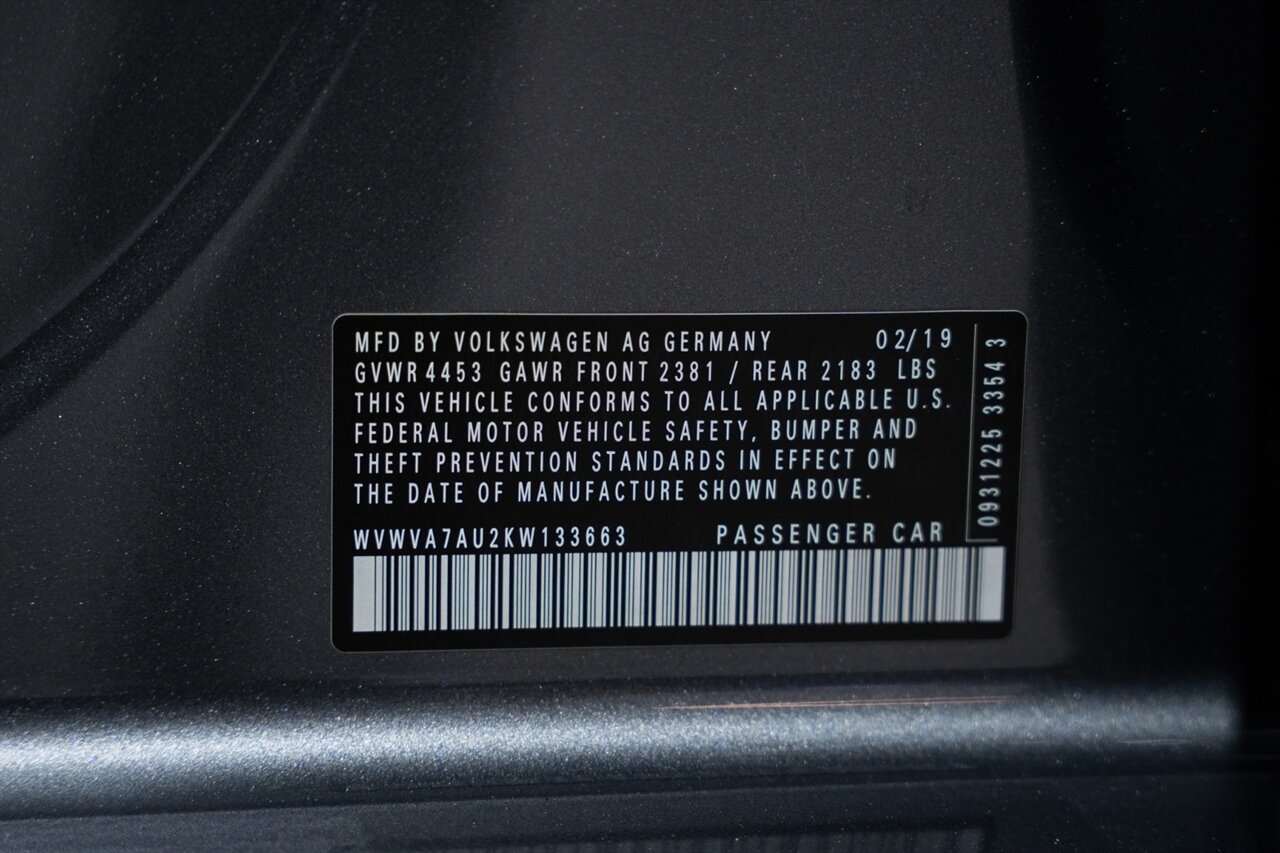 MFD BY VOLKSWAGEN AG GERMANY 02/19
GVWR 4453 GAWR FRONT 2381 / REAR 2183 LBS
THIS VEHICLE CONFORMS TO ALL APPLICABLE U.S.
FEDERAL MOTOR VEHICLE SAFETY, BUMPER AND
THEFT PREVENTION STANDARDS IN EFFECT ON
THE DATE OF MANUFACTURE SHOWN ABOVE.
WVWVA7AU2KW133663 PASSENGER CAR
0931225 3354 3